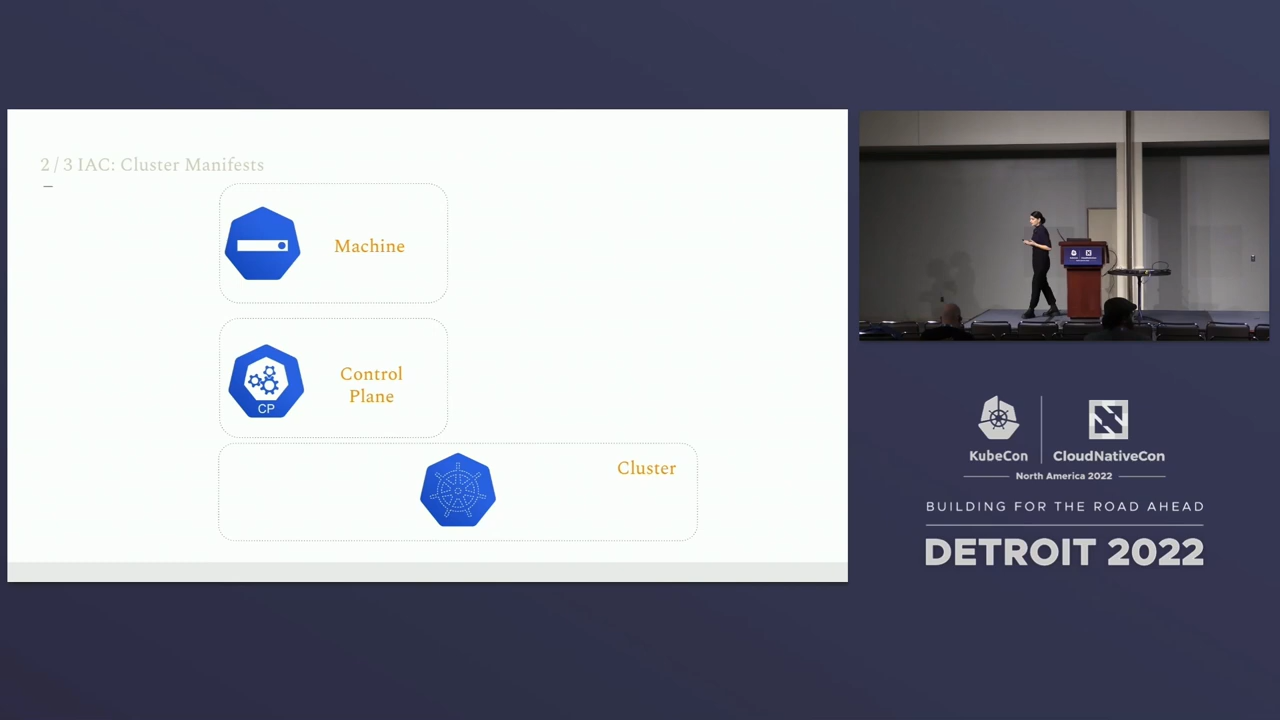 2 / 3 IAC: Cluster Manifests
–
Machine
Control
Plane
CP
Cluster
KubeCon
CloudNativeCon
North America 2022
BUILDING FOR THE ROAD AHEAD
DETROIT 2022